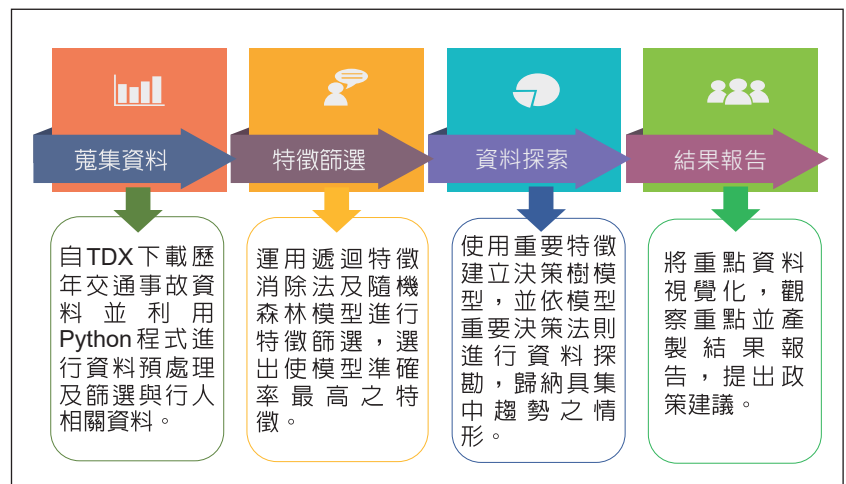 蒐集資料
特徵篩選
資料探索
結果報告
自TDX下載歷
年交通事故資
料並利用
Python程式進
行資料預處理
及篩選與行人
相關資料。
運用遞迴特徵
消除法及隨機
森林模型進行
特徵篩選，選
出使模型準確
率最高之特
徵。
使用重要特徵
建立決策樹模
型，並依模型
重要決策法則
進行資料探
勘，歸納具集
中趨勢之情
形。
將重點資料
視覺化，觀
察重點並產
製結果報
告，提出政
策建議。